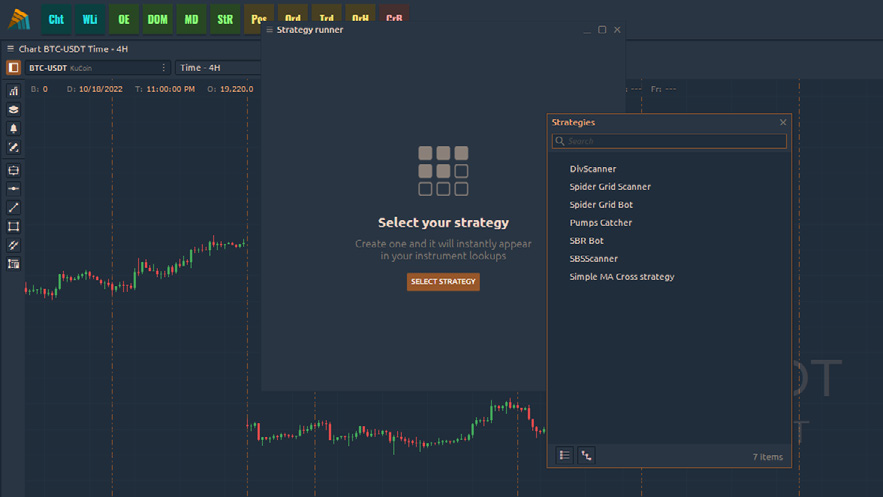 Cht WLi OE DOM MD StR Pos Ord Trd OrH CrB
Strategy runner
Chart BTC-USDT Time - 4H
BTC-USDT KuCoin
Time - 4H
B: 0 D: 10/18/2022 T: 11:00:00 PM O: 19,220.0
--- Fr: ---
Strategies
Search
DivScanner
Spider Grid Scanner
Spider Grid Bot
Pumps Catcher
SBR Bot
SBSScanner
Simple MA Cross strategy
Select your strategy
Create one and it will instantly appear
in your instrument lookups
SELECT STRATEGY
7 items